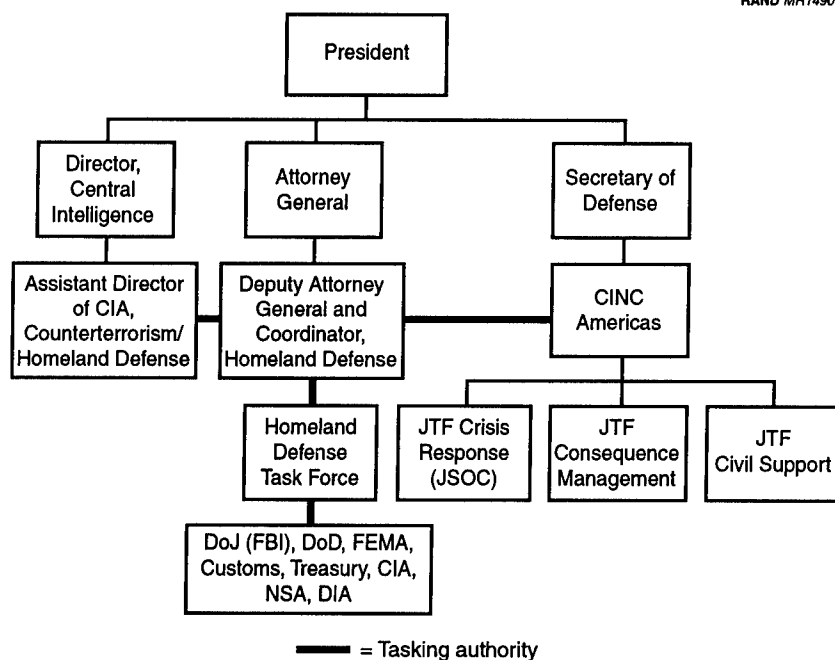 RAND MR1490
President
Director,
Central
Intelligence
Attorney
General
Secretary of
Defense
Assistant Director
of CIA,
Counterterrorism/
Homeland Defense
Deputy Attorney
General and
Coordinator,
Homeland Defense
CINC
Americas
Homeland
Defense
Task Force
JTF Crisis
Response
(JSOC)
JTF
Consequence
Management
JTF
Civil Support
DoJ (FBI), DoD, FEMA,
Customs, Treasury, CIA,
NSA, DIA
= Tasking authority